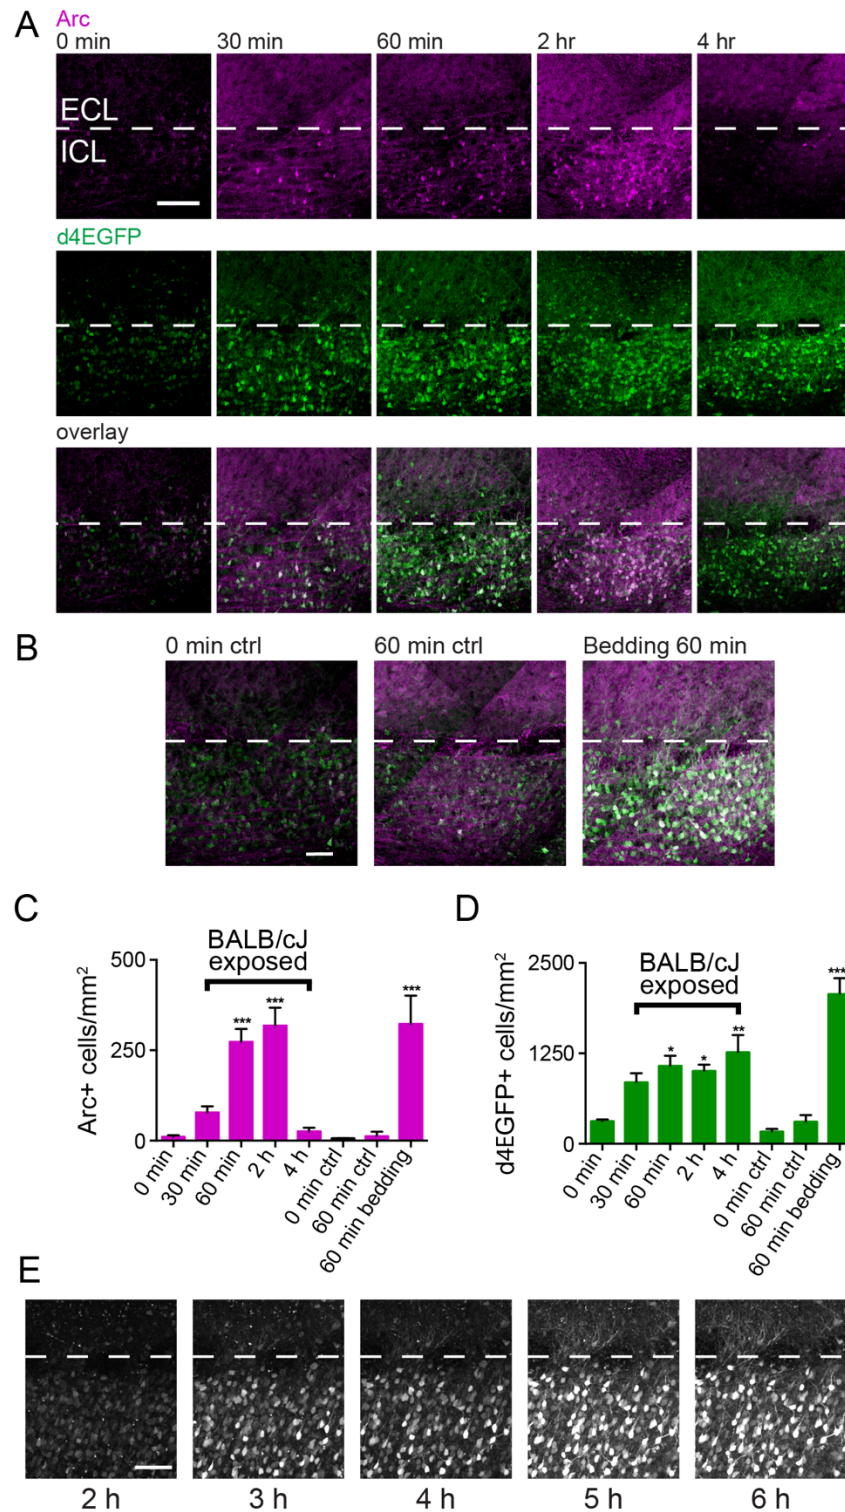 A
Arc
0 min 30 min 60 min 2 hr 4 hr
ECL
ICL
d4EGFP
overlay
B
0 min ctrl 60 min ctrl Bedding 60 min
C
BALB/cJ
exposed
500
250
0
Arc+ cells/mm²
*** *** ***
0 min 30 min 60 min 2 h 4 h 0 min ctrl 60 min ctrl 60 min bedding
D
BALB/cJ
exposed
2500
1250
0
d4EGFP+ cells/mm²
* * ** ***
0 min 30 min 60 min 2 h 4 h 0 min ctrl 60 min ctrl 60 min bedding
E
2 h 3 h 4 h 5 h 6 h